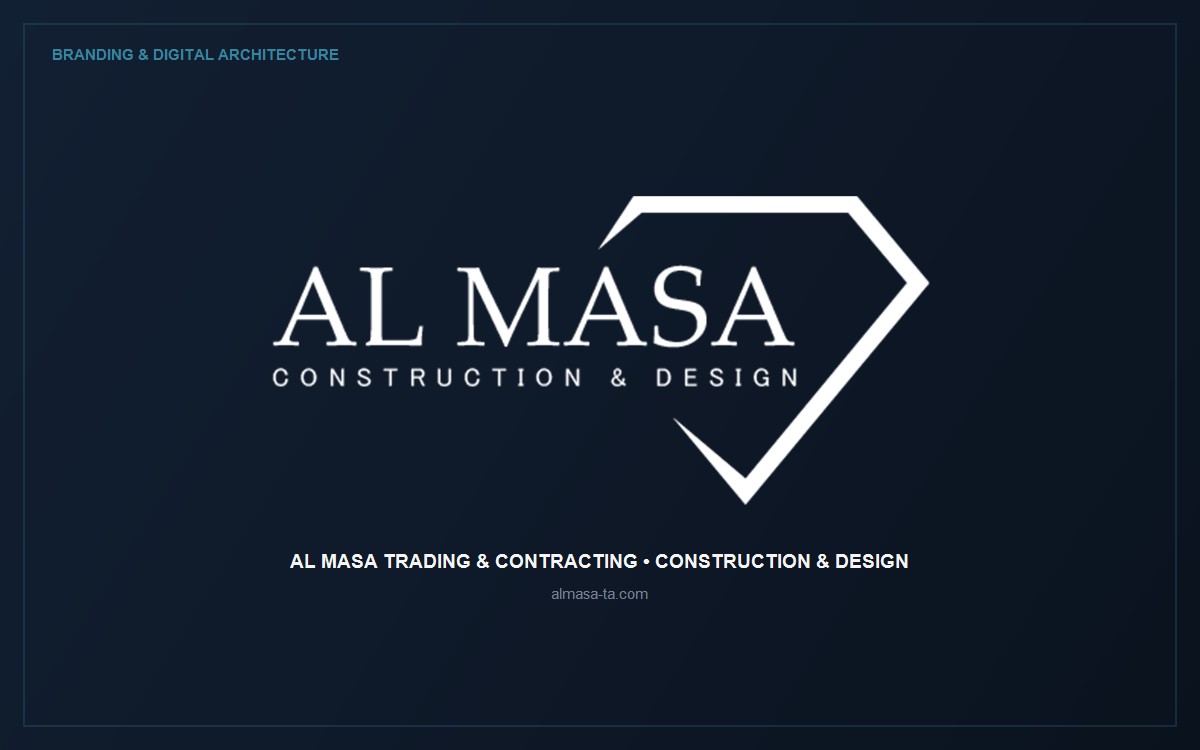 BRANDING & DIGITAL ARCHITECTURE
AL MASA
CONSTRUCTION & DESIGN
AL MASA TRADING & CONTRACTING • CONSTRUCTION & DESIGN
almasa-ta.com